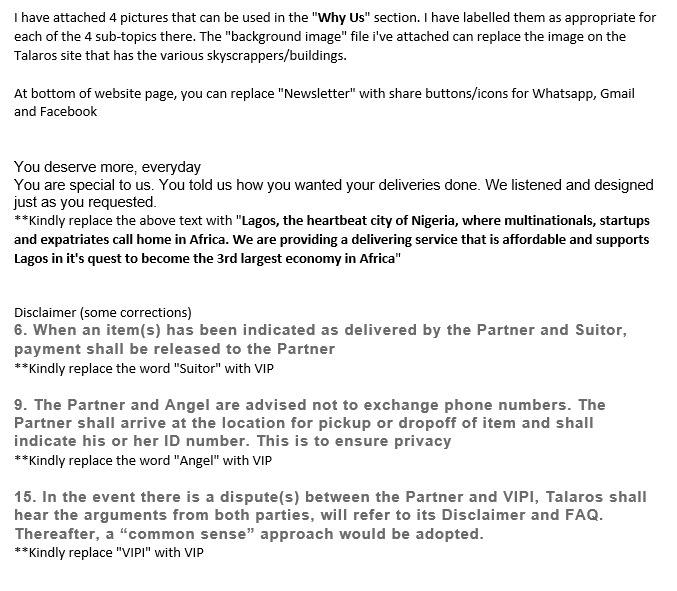 I have attached 4 pictures that can be used in the "Why Us" section. I have labelled them as appropriate for
each of the 4 sub-topics there. The "background image" file i've attached can replace the image on the
Talaros site that has the various skyscrappers/buildings.
At bottom of website page, you can replace "Newsletter" with share buttons/icons for Whatsapp, Gmail
and Facebook
You deserve more, everyday
You are special to us. You told us how you wanted your deliveries done. We listened and designed
just as you requested.
**Kindly replace the above text with "Lagos, the heartbeat city of Nigeria, where multinationals, startups
and expatriates call home in Africa. We are providing a delivering service that is affordable and supports
Lagos in it's quest to become the 3rd largest economy in Africa"
Disclaimer (some corrections)
6. When an item(s) has been indicated as delivered by the Partner and Suitor,
payment shall be released to the Partner
**Kindly replace the word "Suitor" with VIP
9. The Partner and Angel are advised not to exchange phone numbers. The
Partner shall arrive at the location for pickup or dropoff of item and shall
indicate his or her ID number. This is to ensure privacy
**Kindly replace the word "Angel" with VIP
15. In the event there is a dispute(s) between the Partner and VIPI, Talaros shall
hear the arguments from both parties, will refer to its Disclaimer and FAQ.
Thereafter, a “common sense” approach would be adopted.
**Kindly replace "VIPI" with VIP